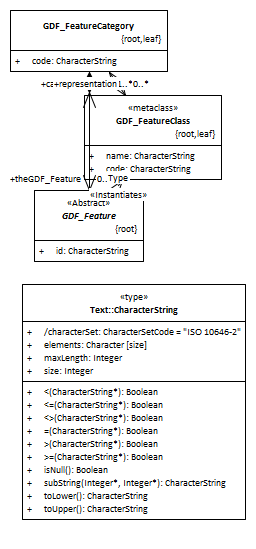 GDF_FeatureCategory
{root,leaf}
+ code: CharacterString
+representation 1..* 0..*
«metaclass»
GDF_FeatureClass
{root,leaf}
+ name: CharacterString
+ code: CharacterString
+theGDF_Feature 0.. Type
«Instantiates»
«Abstract»
GDF_Feature
{root}
+ id: CharacterString
«type»
Text::CharacterString
+ /characterSet: CharacterSetCode = "ISO 10646-2"
+ elements: Character [size]
+ maxLength: Integer
+ size: Integer
+ <(CharacterString*): Boolean
+ <=(CharacterString*): Boolean
+ <>(CharacterString*): Boolean
+ =(CharacterString*): Boolean
+ >(CharacterString*): Boolean
+ >=(CharacterString*): Boolean
+ isNull(): Boolean
+ subString(Integer*, Integer*): CharacterString
+ toLower(): CharacterString
+ toUpper(): CharacterString